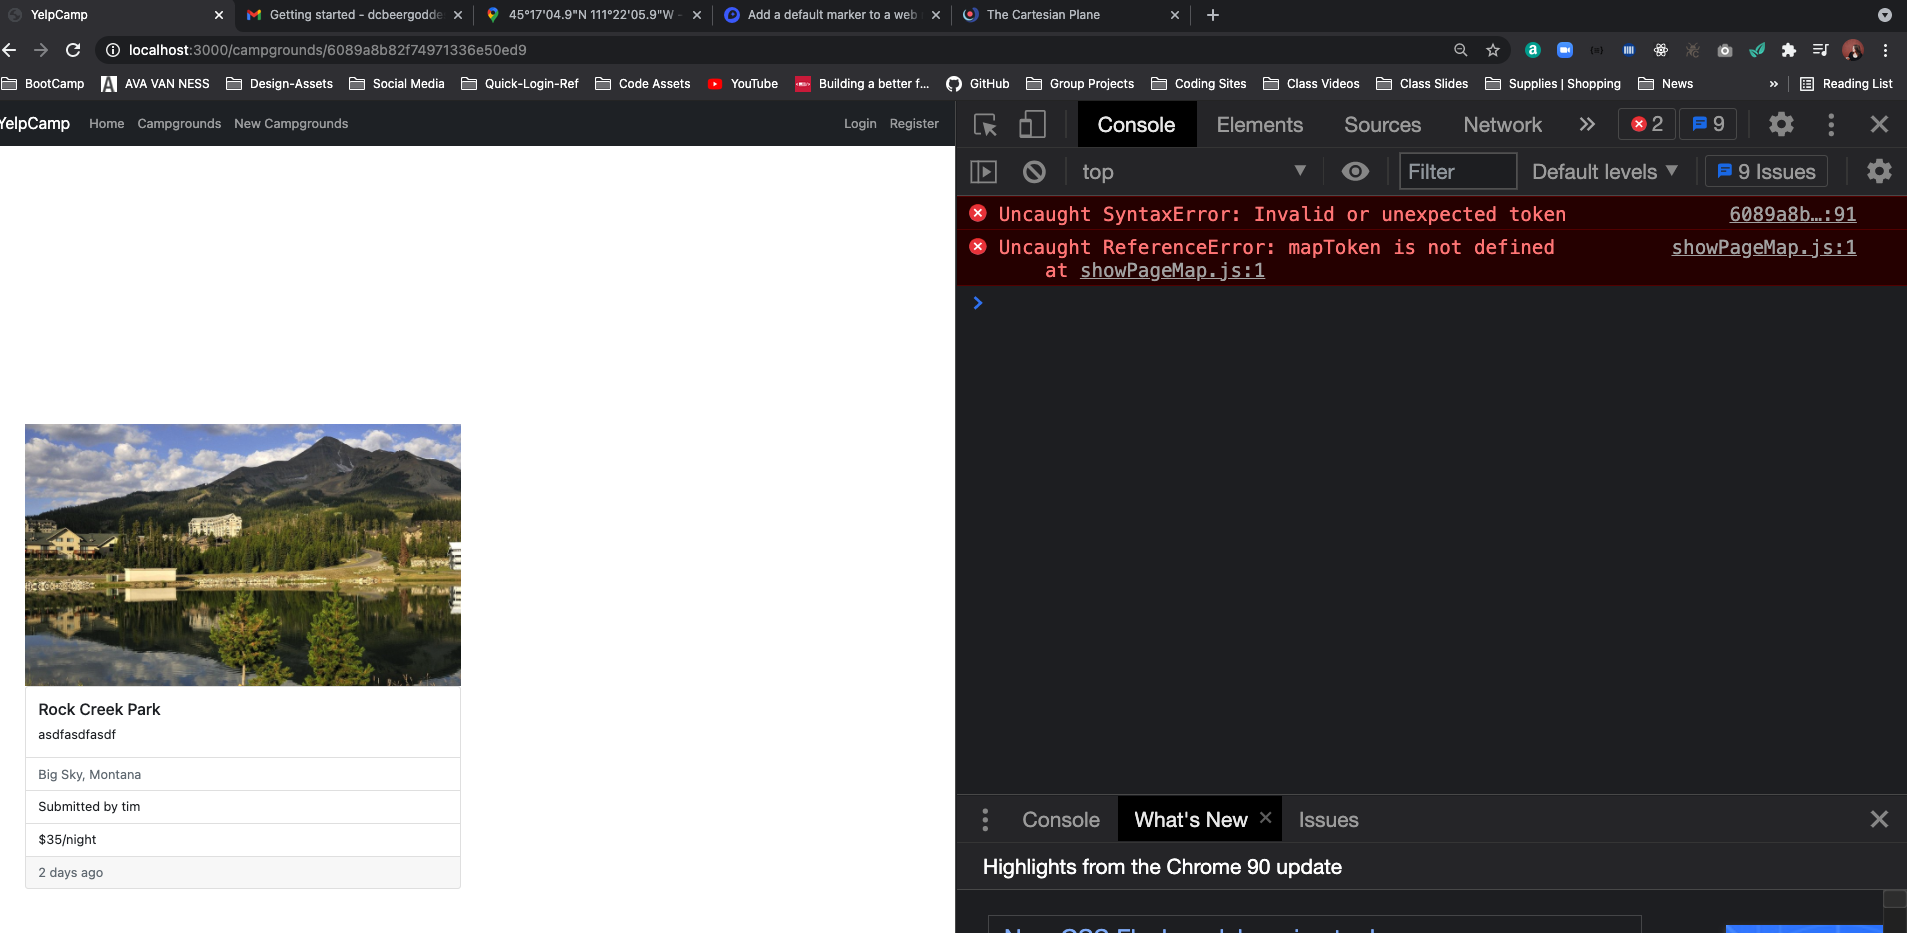 YelpCamp
Getting started - dcbeergodde
45°17'04.9"N 111°22'05.9"W -
Add a default marker to a web
The Cartesian Plane
localhost:3000/campgrounds/6089a8b82f74971336e50ed9
BootCamp AVA VAN NESS Design-Assets Social Media Quick-Login-Ref Code Assets YouTube Building a better f... GitHub Group Projects Coding Sites Class Videos Class Slides Supplies | Shopping News » Reading List
YelpCamp Home Campgrounds New Campgrounds Login Register
Console Elements Sources Network » 2 9
top Filter Default levels 9 Issues
Uncaught SyntaxError: Invalid or unexpected token 6089a8b…:91
Uncaught ReferenceError: mapToken is not defined showPageMap.js:1
at showPageMap.js:1
Rock Creek Park
asdfasdfasdf
Big Sky, Montana
Submitted by tim
$35/night
2 days ago
Console What's New Issues
Highlights from the Chrome 90 update